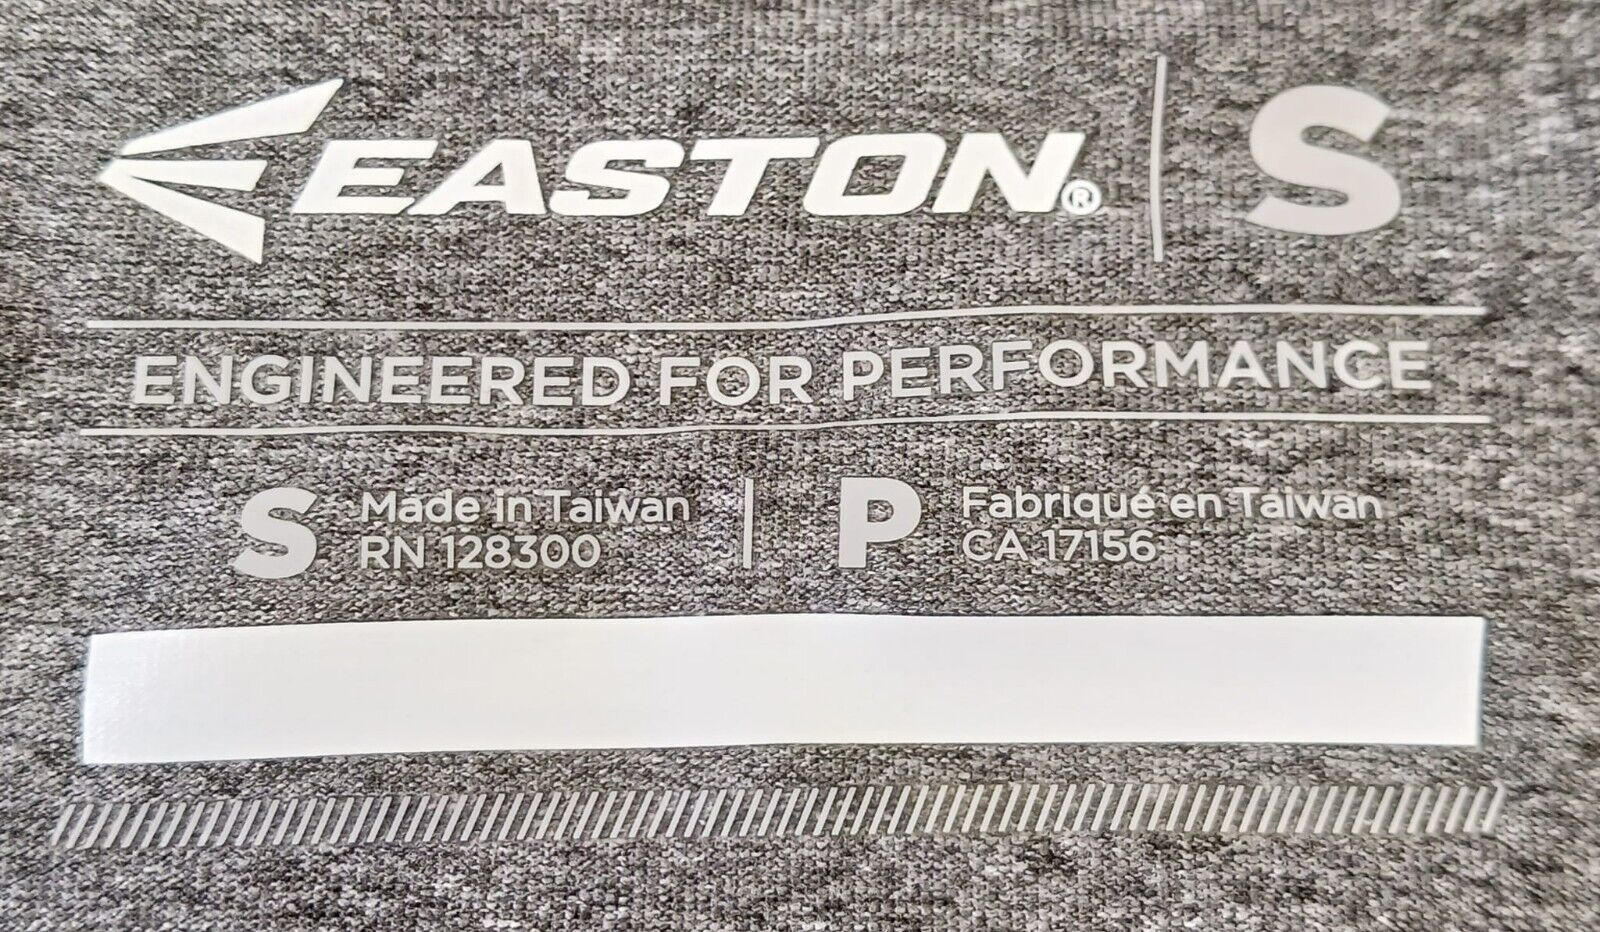 EASTON® | S
ENGINEERED FOR PERFORMANCE
S Made in Taiwan | P Fabriqué en Taiwan
RN 128300 CA 17156